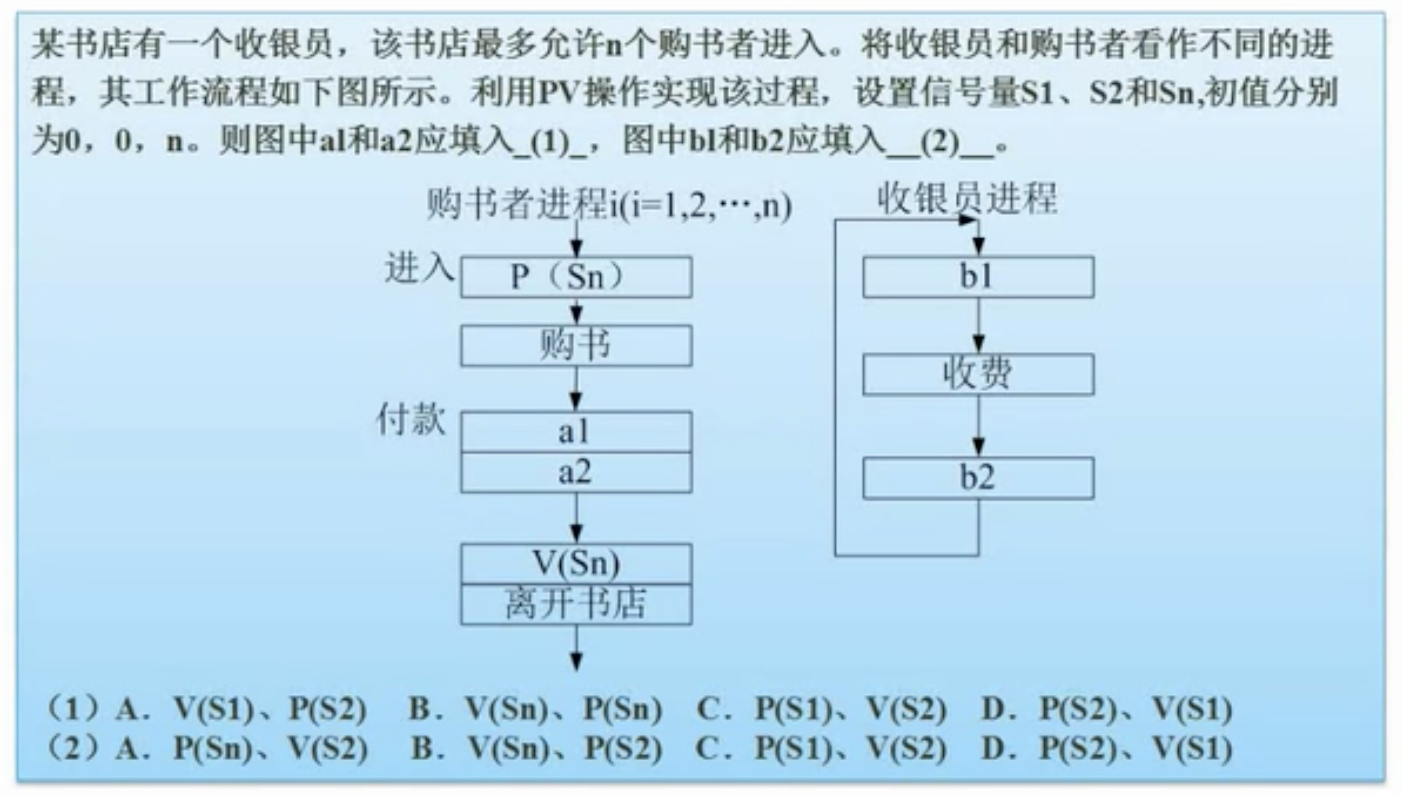 某书店有一个收银员，该书店最多允许n个购书者进入。将收银员和购书者看作不同的进
程，其工作流程如下图所示。利用PV操作实现该过程，设置信号量S1、S2和Sn,初值分别
为0，0，n。则图中al和a2应填入_(1)_，图中bl和b2应填入__(2)__。
购书者进程i(i=1,2,…,n)
收银员进程
进入
P（Sn）
b1
购书
收费
付款
a1
a2
b2
V(Sn)
离开书店
（1）A．V(S1)、P(S2) B．V(Sn)、P(Sn) C．P(S1)、V(S2) D．P(S2)、V(S1)
（2）A．P(Sn)、V(S2) B．V(Sn)、P(S2) C．P(S1)、V(S2) D．P(S2)、V(S1)